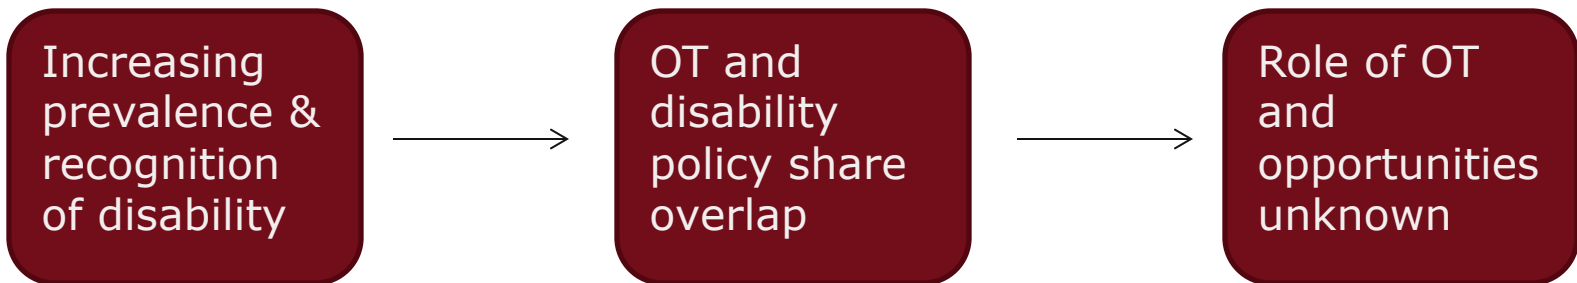 Increasing
prevalence &
recognition
of disability
OT and
disability
policy share
overlap
Role of OT
and
opportunities
unknown